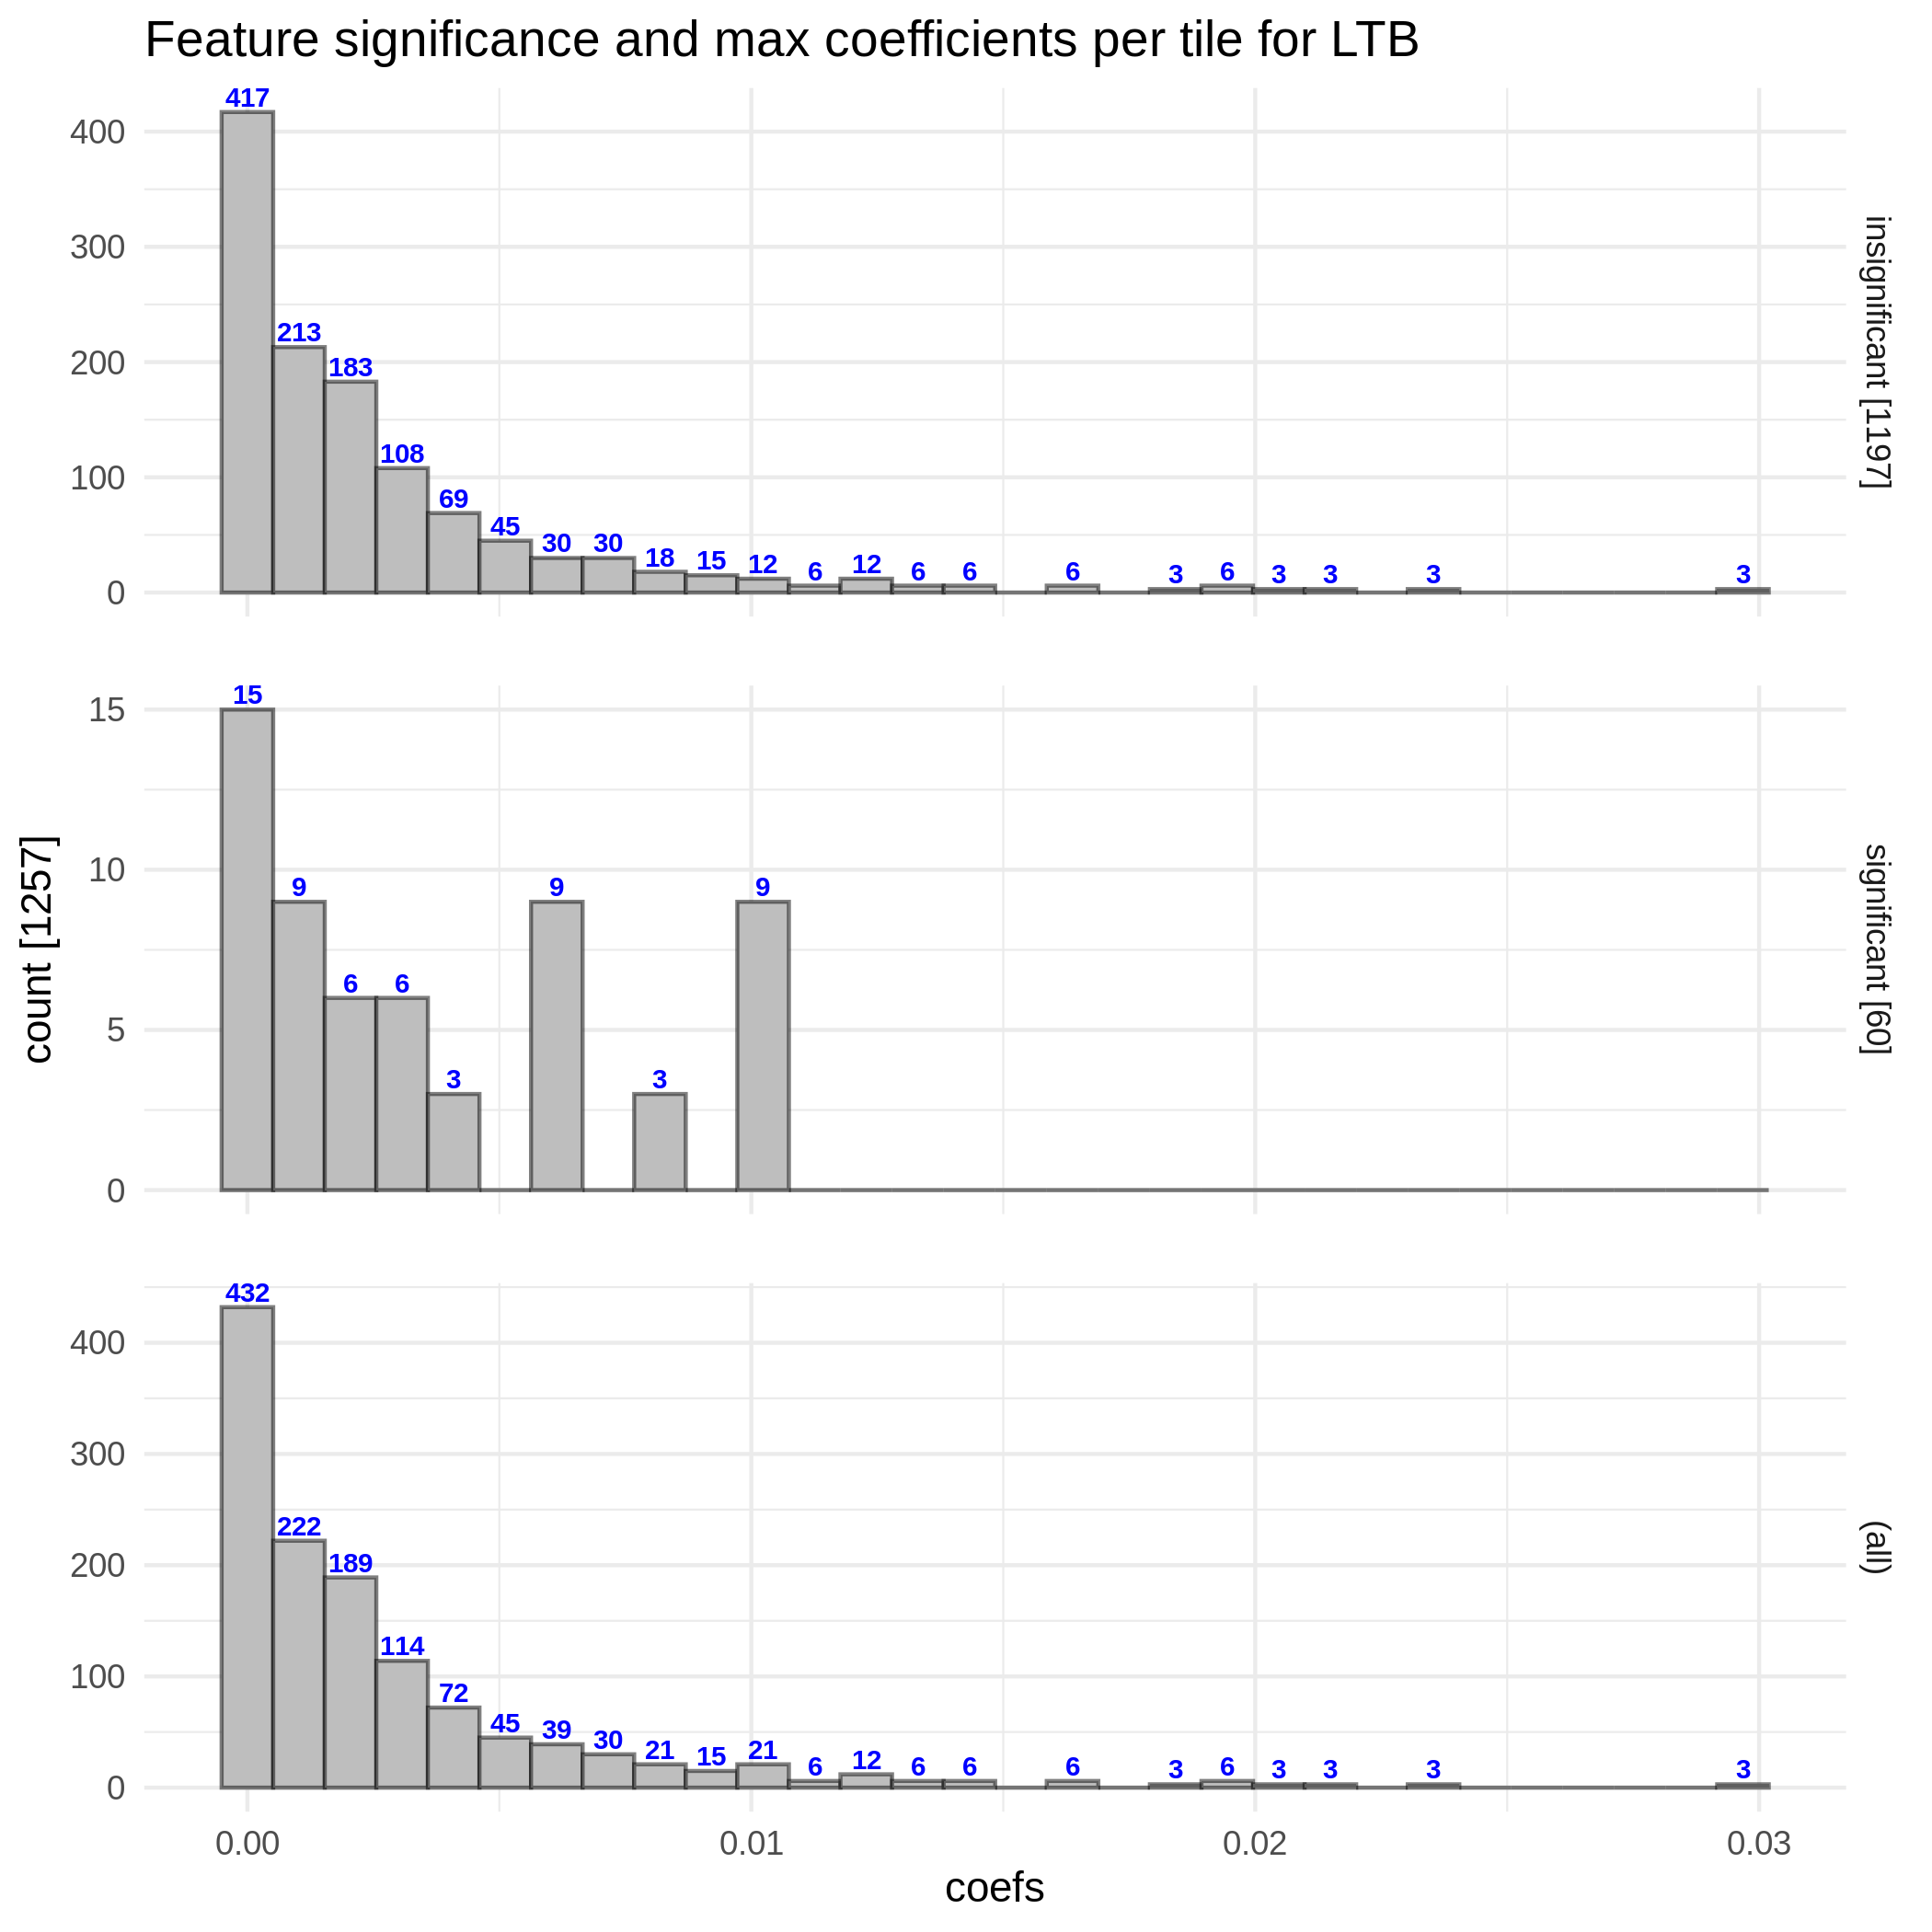 Feature significance and max coefficients per tile for LTB
417
400
300
213
200
183
108
100
69
45
30 30 18 15 12 6 12 6 6 6 3 6 3 3 3 3
0
insignificant [1197]
15
15
10
9 9 9
6 6
5
3 3
0
significant [60]
count [1257]
432
400
300
222
200
189
114
100
72
45 39 30 21 15 21 6 12 6 6 6 3 6 3 3 3 3
0
(all)
0.00 0.01 0.02 0.03
coefs